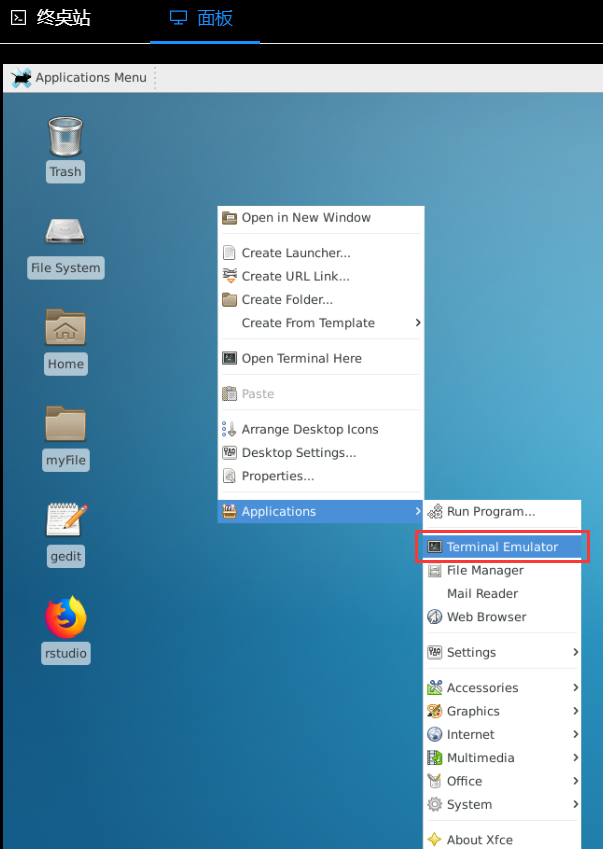 终桌站
面板
Applications Menu
Trash
File System
Home
myFile
gedit
rstudio
Open in New Window
Create Launcher...
Create URL Link...
Create Folder...
Create From Template
Open Terminal Here
Paste
Arrange Desktop Icons
Desktop Settings...
Properties...
Applications
Run Program...
Terminal Emulator
File Manager
Mail Reader
Web Browser
Settings
Accessories
Graphics
Internet
Multimedia
Office
System
About Xfce